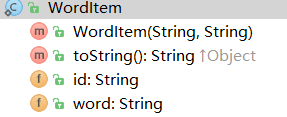 WordItem
WordItem(String, String)
toString(): String ↑Object
id: String
word: String